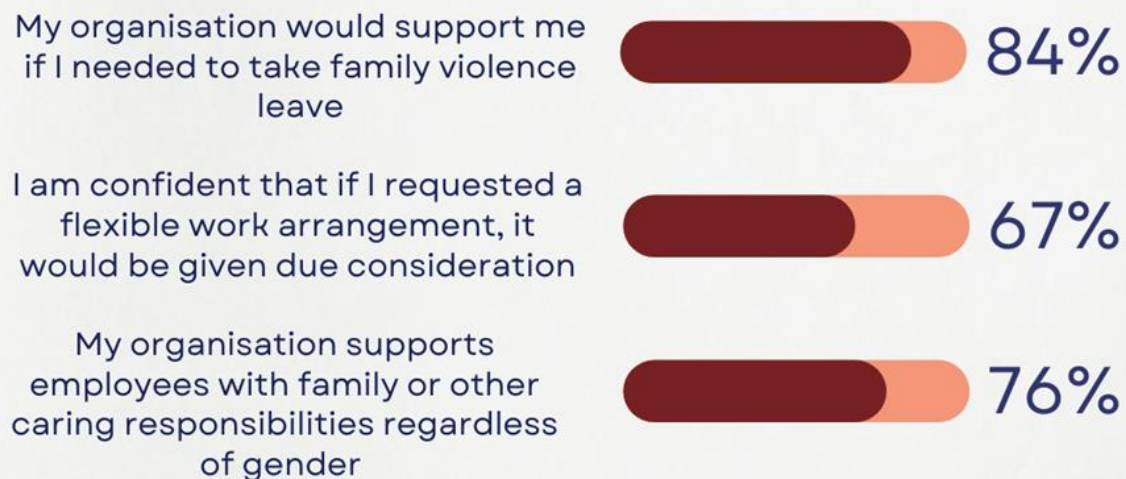 My organisation would support me
if I needed to take family violence
leave
84%
I am confident that if I requested a
flexible work arrangement, it
would be given due consideration
67%
My organisation supports
employees with family or other
caring responsibilities regardless
of gender
76%